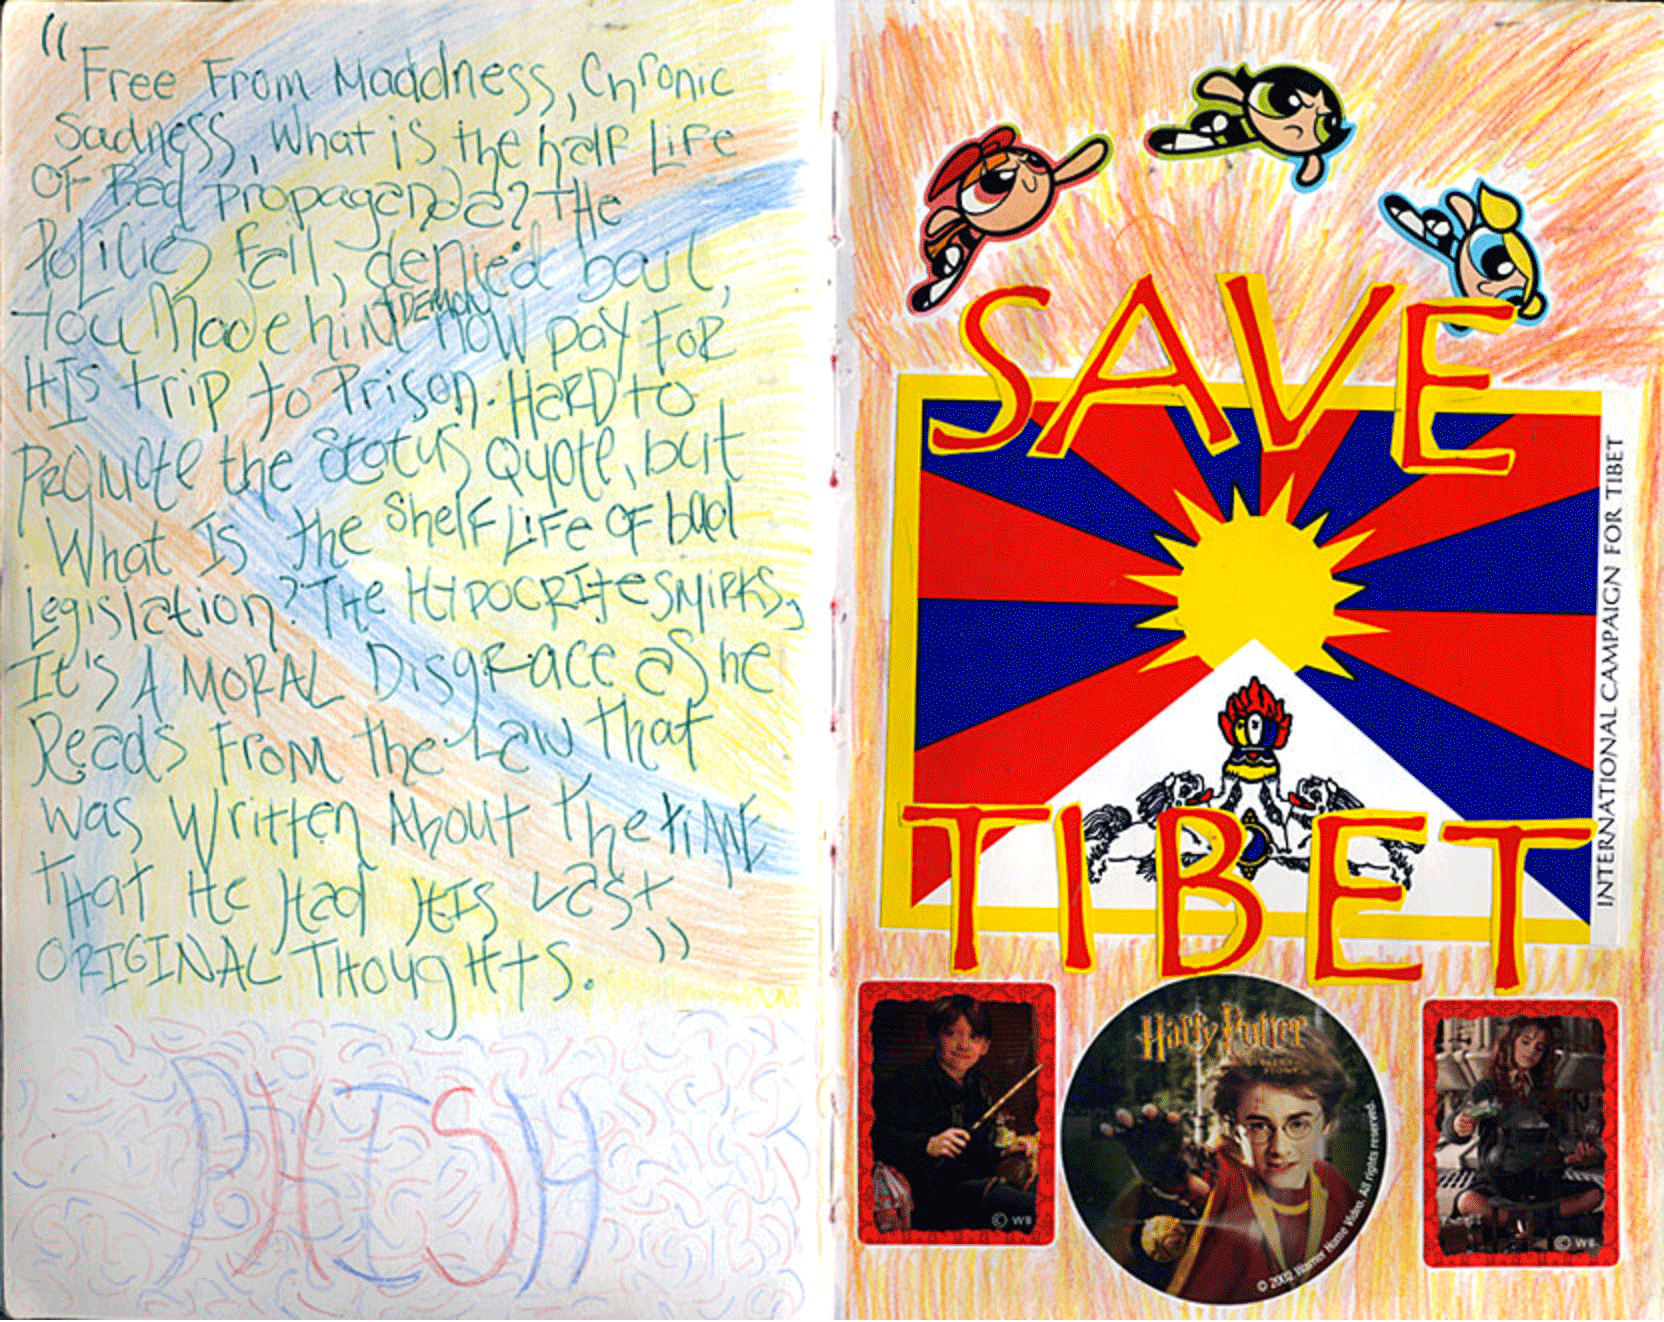 "Free From Maddness, Chronic
Sadness, What is the half Life
OF Bad propaganda? THe
Policies Fail, denied bail,
You Made him A DEMON Now pay For
HIs trip to Prison. HARD to
PROMote the Status Quote, but
What Is the Shelf LiFe OF bad
Legislation? THe HYPOCRITe SMiRKS,
It's A MORAL Disgrace as he
Reads From the Law that
was written About the tiME
tHat He Had HIs Last
ORIGINAL THougHts."
PHISH
SAVE
TIBET
INTERNATIONAL CAMPAIGN FOR TIBET
Harry Potter
© 2002 Warner Home Video. All rights reserved.
© WB
© WB